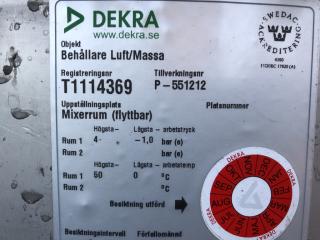 DEKRA
www.dekra.se
SWEDAC
ACKREDITERING
Objekt
Behållare Luft/Massa
Registreringsnr Tillverkningsnr
T1114369 P-551212
Uppställningsplats Platsnummer
Mixerrum (flyttbar)
Högsta- Lägsta- arbetstryck
Rum 1 4- -1,0 bar (e)
Rum 2 bar (e)
Högsta- Lägsta- arbetstemp
Rum 1 50 0 °C
Rum 2 °C
Besiktning utförd
DEKRA
Besiktningsintervall Förfallomånad